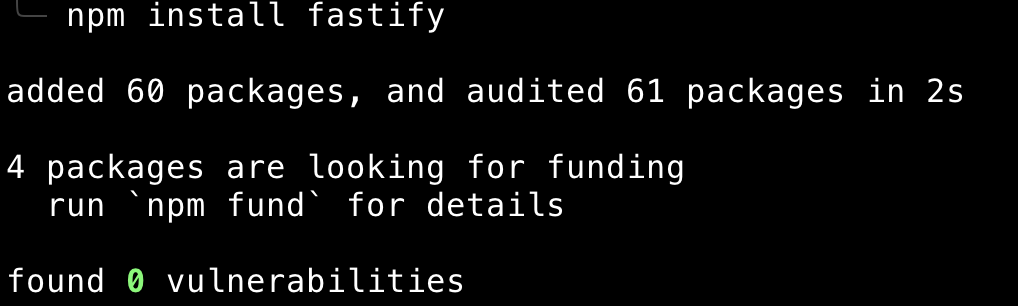 npm install fastify
added 60 packages, and audited 61 packages in 2s
4 packages are looking for funding
run `npm fund` for details
found 0 vulnerabilities